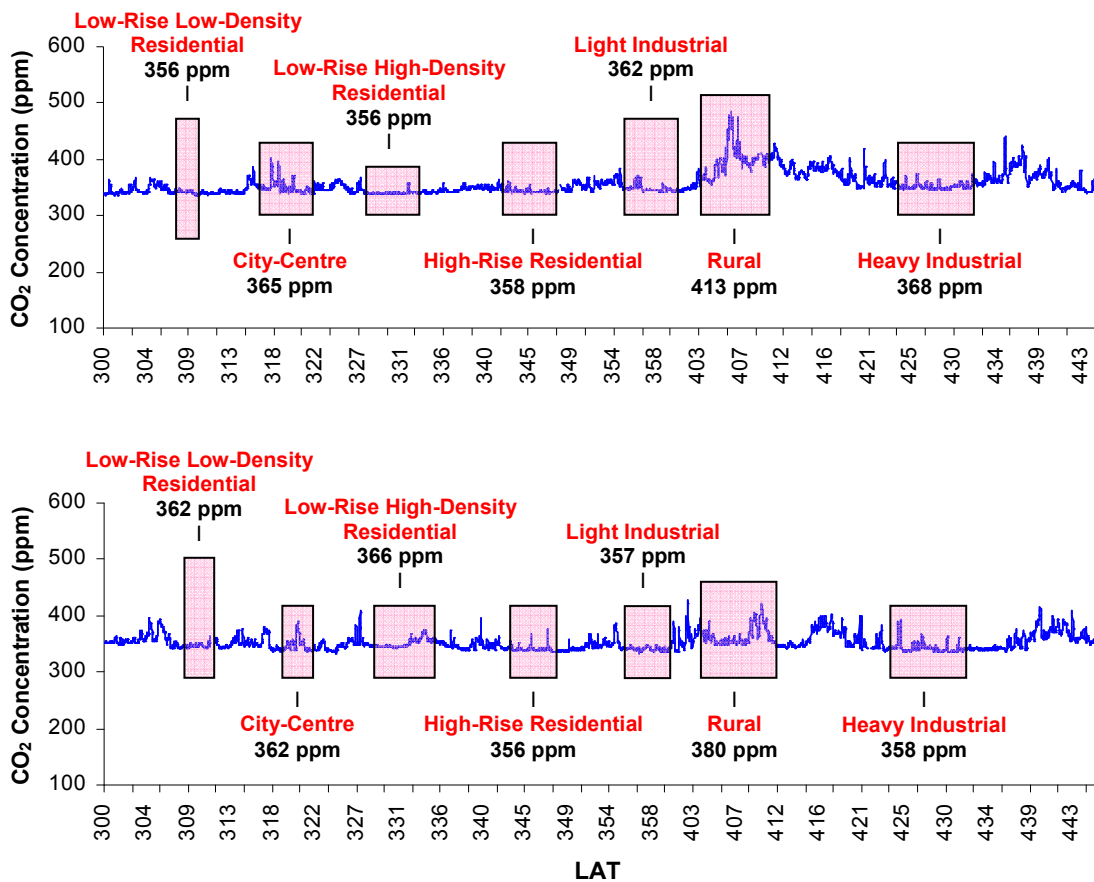 Low-Rise Low-Density
Residential
356 ppm
Low-Rise High-Density
Residential
356 ppm
Light Industrial
362 ppm
CO₂ Concentration (ppm)
600
500
400
300
200
100
City-Centre
365 ppm
High-Rise Residential
358 ppm
Rural
413 ppm
Heavy Industrial
368 ppm
300 304 309 313 318 322 327 331 336 340 345 349 354 358 403 407 412 416 421 425 430 434 439 443
Low-Rise Low-Density
Residential
362 ppm
Low-Rise High-Density
Residential
366 ppm
Light Industrial
357 ppm
CO₂ Concentration (ppm)
600
500
400
300
200
100
City-Centre
362 ppm
High-Rise Residential
356 ppm
Rural
380 ppm
Heavy Industrial
358 ppm
300 304 309 313 318 322 327 331 336 340 345 349 354 358 403 407 412 416 421 425 430 434 439 443
LAT